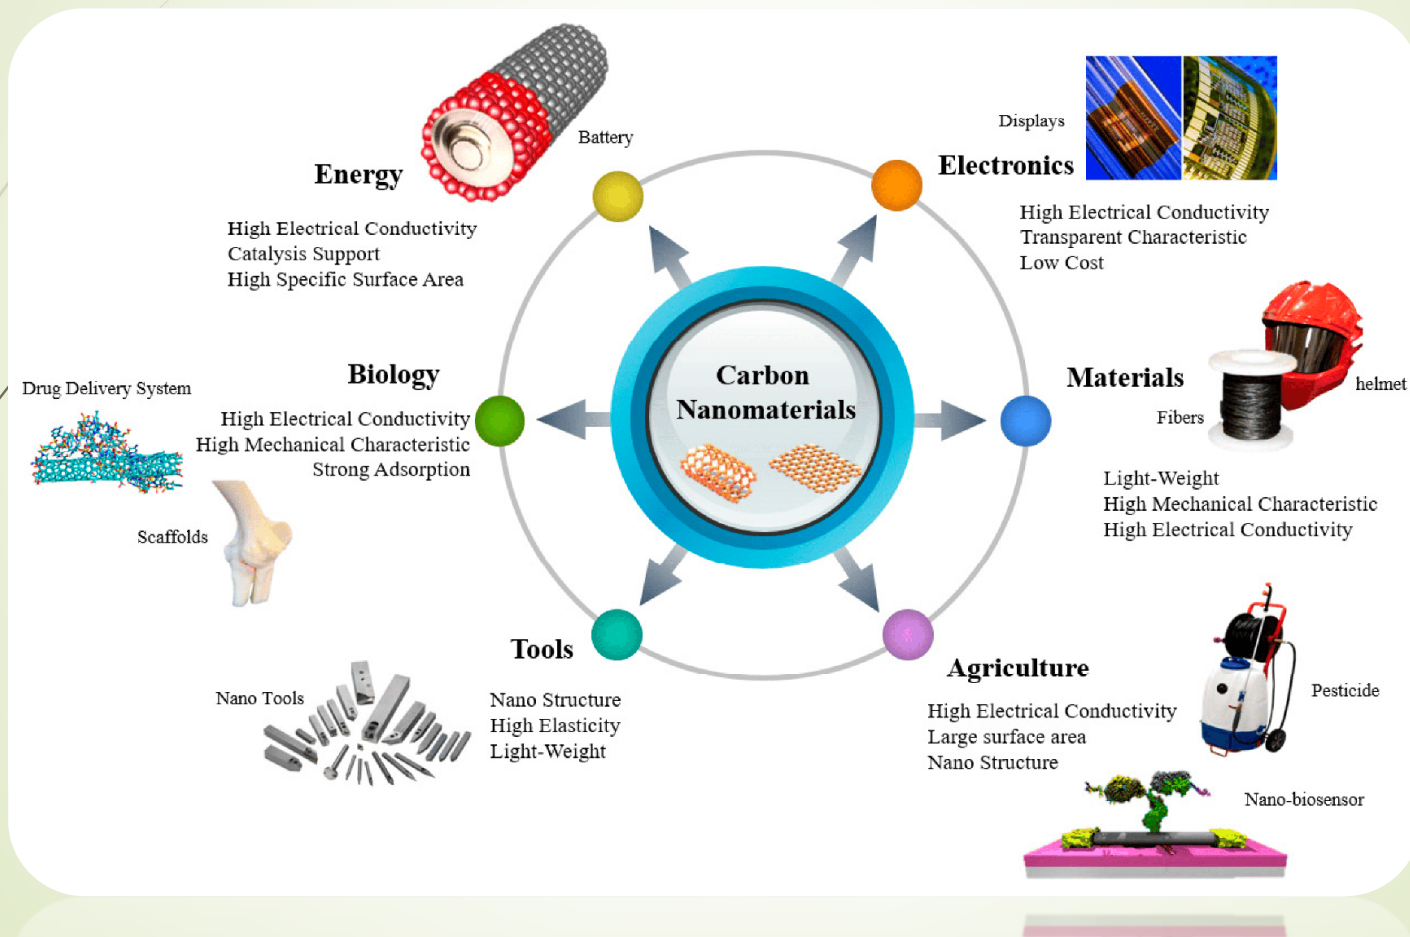 Battery
Energy
High Electrical Conductivity
Catalysis Support
High Specific Surface Area
Displays
Electronics
High Electrical Conductivity
Transparent Characteristic
Low Cost
Biology
Drug Delivery System
High Electrical Conductivity
High Mechanical Characteristic
Strong Adsorption
Scaffolds
Carbon
Nanomaterials
Materials
helmet
Fibers
Light-Weight
High Mechanical Characteristic
High Electrical Conductivity
Tools
Nano Tools
Nano Structure
High Elasticity
Light-Weight
Agriculture
Pesticide
High Electrical Conductivity
Large surface area
Nano Structure
Nano-biosensor